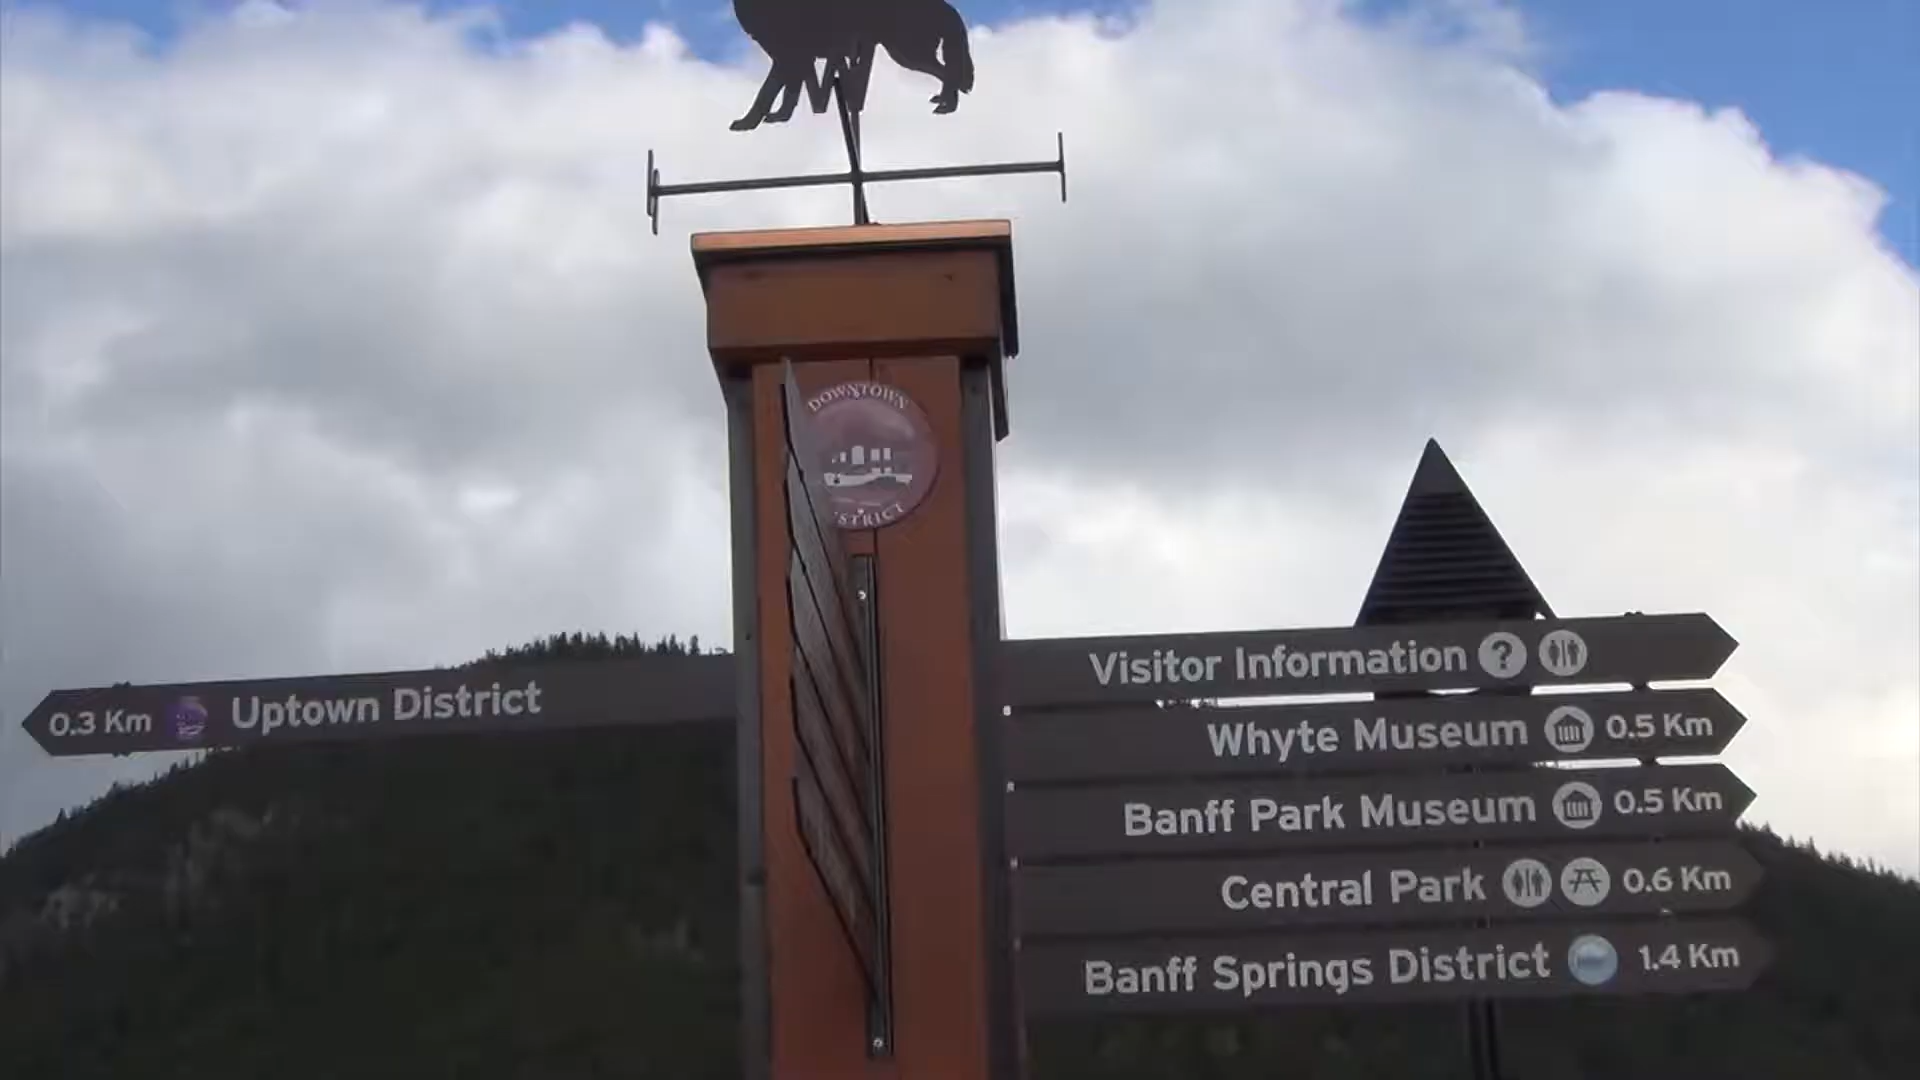 W
DOWNTOWN
0.3 Km Uptown District
Visitor Information ?
Whyte Museum 0.5 Km
Banff Park Museum 0.5 Km
Central Park 0.6 Km
Banff Springs District 1.4 Km